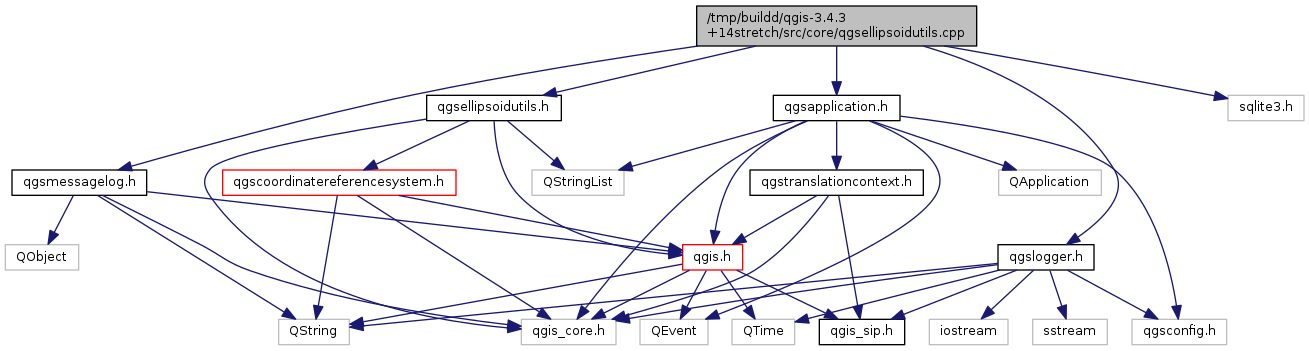 /tmp/buildd/qgis-3.4.3
+14stretch/src/core/qgsellipsoidutils.cpp
qgsellipsoidutils.h
qgsapplication.h
sqlite3.h
qgsmessagelog.h
qgscoordinatereferencesystem.h
QStringList
qgstranslationcontext.h
QApplication
QObject
qgis.h
qgslogger.h
QString
qgis_core.h
QEvent
QTime
qgis_sip.h
iostream
sstream
qgsconfig.h